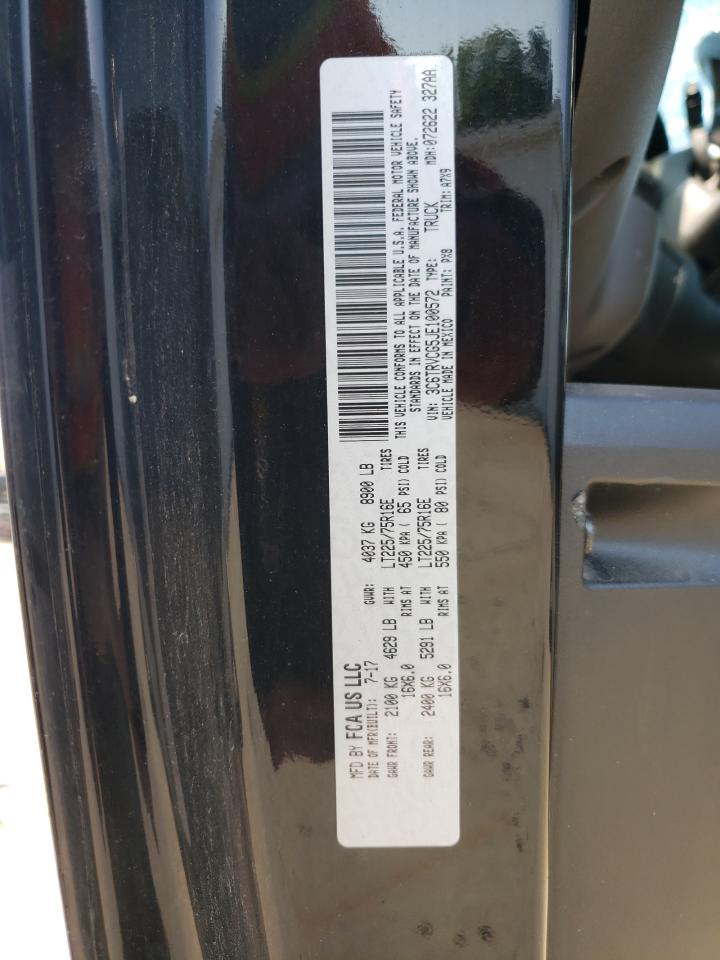 MFD BY FCA US LLC
DATE OF MFR(BUILT): 7-17 GVWR: 4037 KG 8900 LB
GAWR FRONT: 2100 KG 4629 LB WITH LT225/75R16E TIRES
16X6.0 RIMS AT 450 KPA ( 65 PSI) COLD
GAWR REAR: 2400 KG 5291 LB WITH LT225/75R16E TIRES
16X6.0 RIMS AT 550 KPA ( 80 PSI) COLD
THIS VEHICLE CONFORMS TO ALL APPLICABLE U.S.A. FEDERAL MOTOR VEHICLE SAFETY
STANDARDS IN EFFECT ON THE DATE OF MANUFACTURE SHOWN ABOVE.
VIN: 3C6TRVCG5JE100572 TYPE: TRUCK MDH:072622 327AA
VEHICLE MADE IN MEXICO PAINT: PX8 TRIM: A7X9